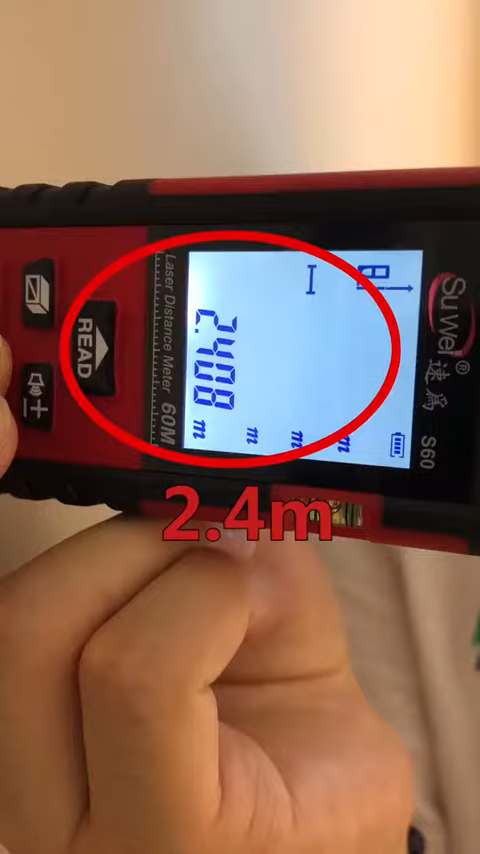 SuWei® 速為
S60
2.408 m
m
m
m
Laser Distance Meter 60M
READ
2.4m